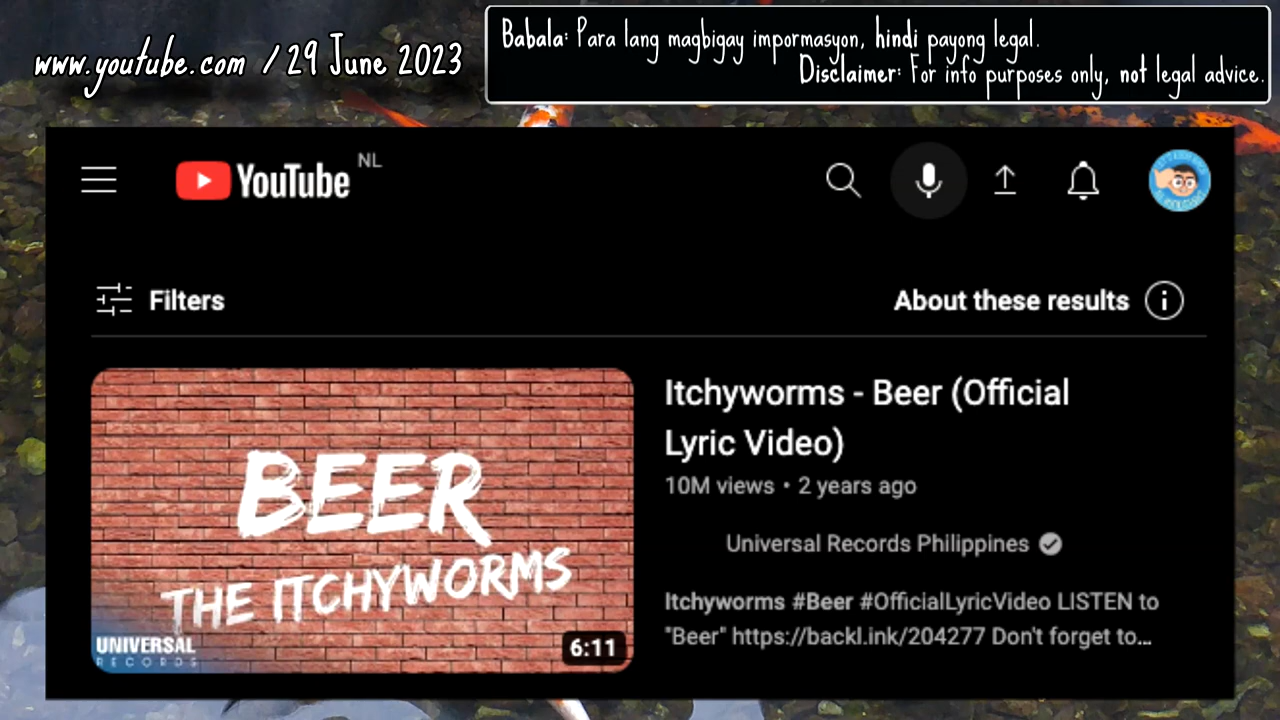 www.youtube.com / 29 June 2023
Babala: Para lang magbigay impormasyon, hindi payong legal.
Disclaimer: For info purposes only, not legal advice.
YouTube NL
Filters
About these results
BEER
THE ITCHYWORMS
UNIVERSAL
RECORDS
6:11
Itchyworms - Beer (Official
Lyric Video)
10M views • 2 years ago
Universal Records Philippines
Itchyworms #Beer #OfficialLyricVideo LISTEN to
"Beer" https://backl.ink/204277 Don't forget to...